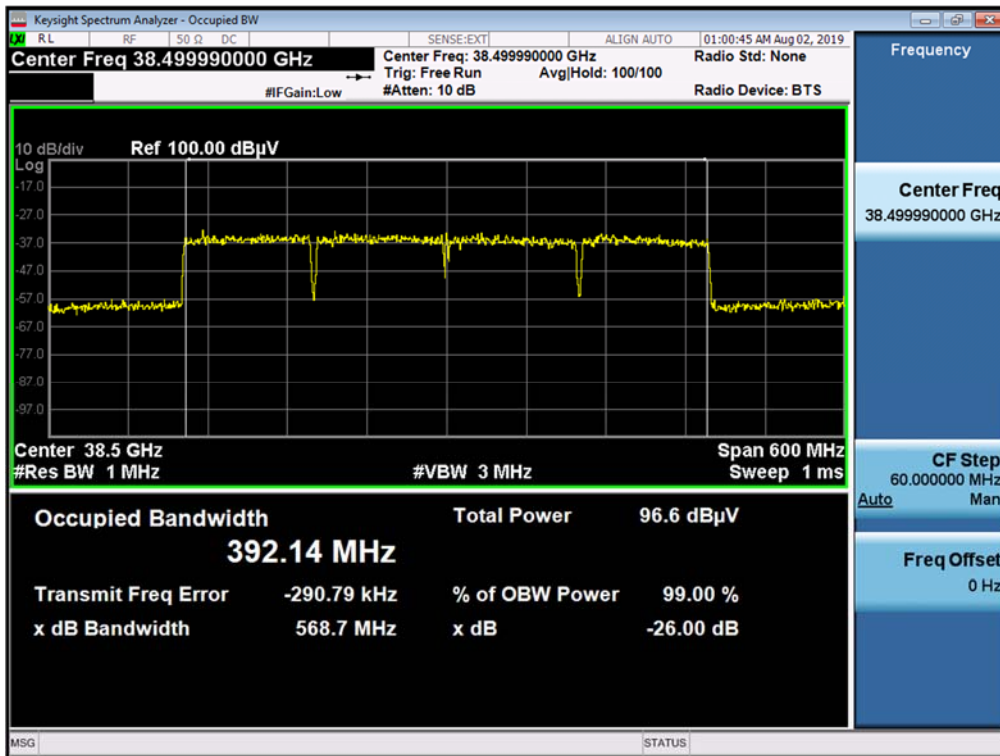 Keysight Spectrum Analyzer - Occupied BW
LXI RL RF 50 Ω DC SENSE:EXT ALIGN AUTO 01:00:45 AM Aug 02, 2019
Center Freq 38.499990000 GHz
Center Freq: 38.499990000 GHz Radio Std: None
Trig: Free Run Avg|Hold: 100/100
#IFGain:Low #Atten: 10 dB Radio Device: BTS
10 dB/div Ref 100.00 dBµV
Log
-17.0
-27.0
-37.0
-47.0
-57.0
-67.0
-77.0
-87.0
-97.0
Center 38.5 GHz Span 600 MHz
#Res BW 1 MHz #VBW 3 MHz Sweep 1 ms
Occupied Bandwidth Total Power 96.6 dBµV
392.14 MHz
Transmit Freq Error -290.79 kHz % of OBW Power 99.00 %
x dB Bandwidth 568.7 MHz x dB -26.00 dB
Frequency
Center Freq
38.499990000 GHz
CF Step
60.000000 MHz
Auto Man
Freq Offset
0 Hz
MSG STATUS